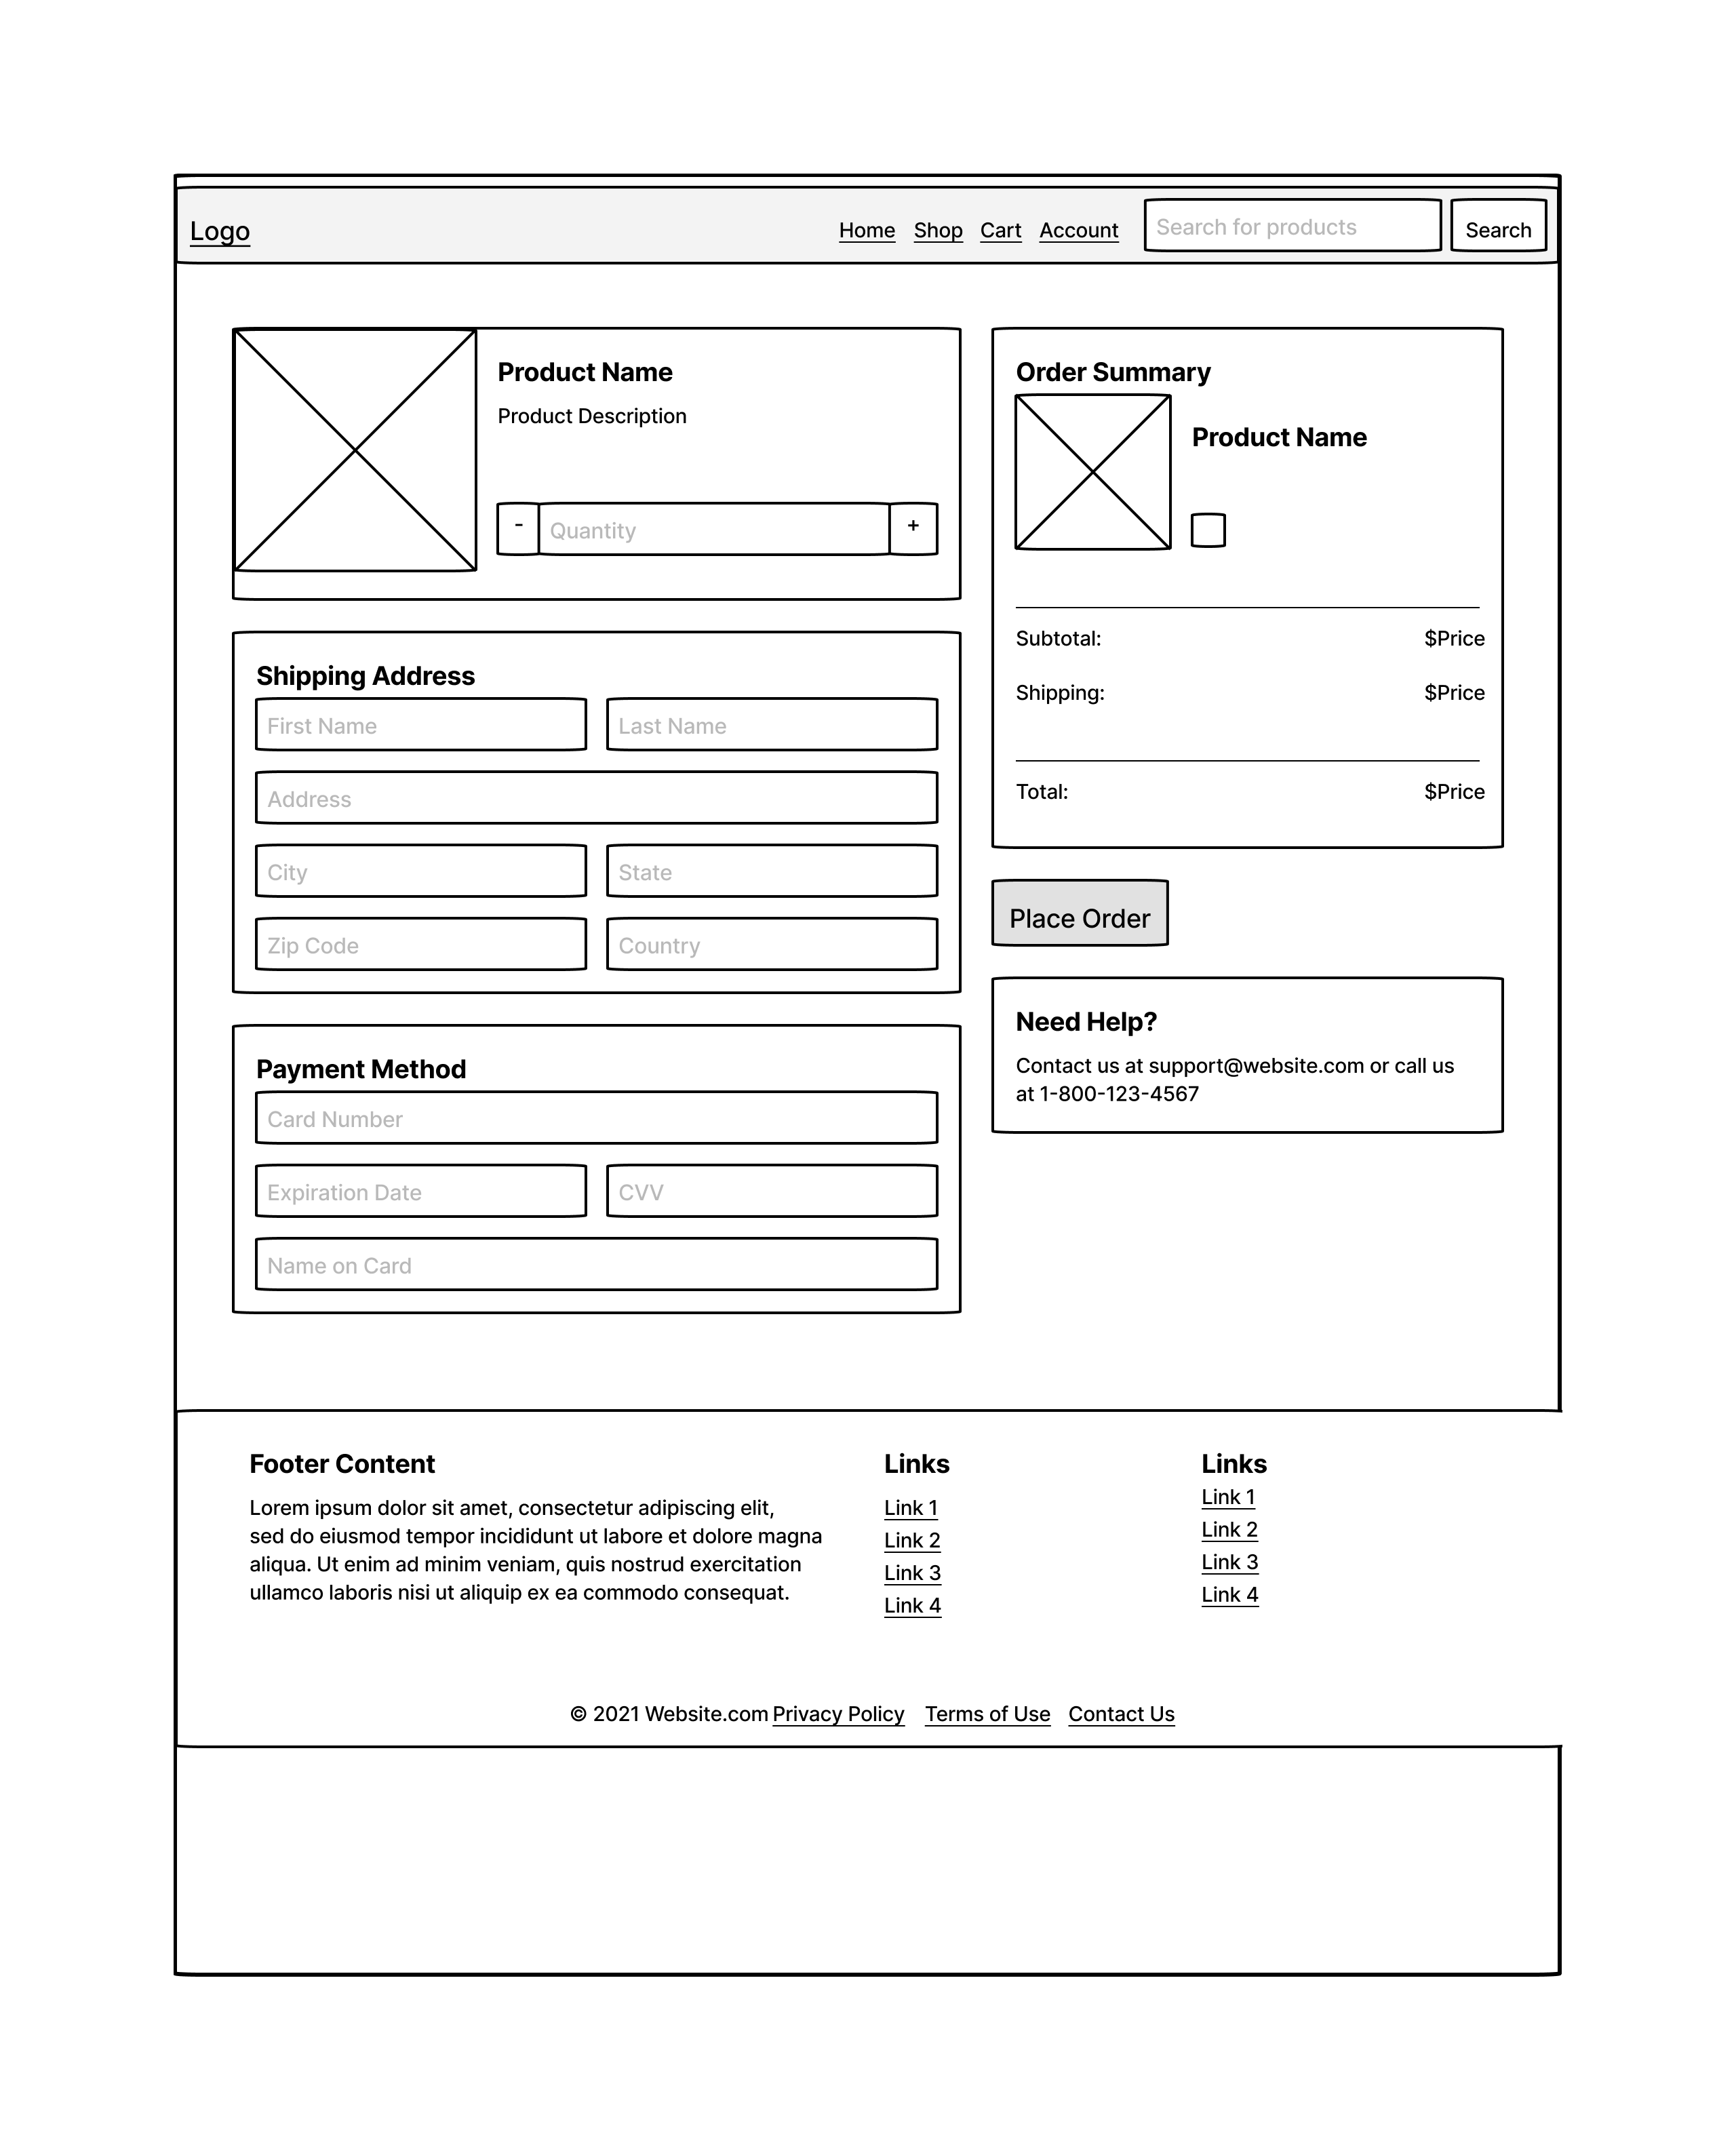 Logo
Home Shop Cart Account
Search for products
Search
Product Name
Product Description
- Quantity +
Shipping Address
First Name Last Name
Address
City State
Zip Code Country
Payment Method
Card Number
Expiration Date CVV
Name on Card
Order Summary
Product Name
Subtotal: $Price
Shipping: $Price
Total: $Price
Place Order
Need Help?
Contact us at support@website.com or call us
at 1-800-123-4567
Footer Content
Lorem ipsum dolor sit amet, consectetur adipiscing elit,
sed do eiusmod tempor incididunt ut labore et dolore magna
aliqua. Ut enim ad minim veniam, quis nostrud exercitation
ullamco laboris nisi ut aliquip ex ea commodo consequat.
Links
Link 1
Link 2
Link 3
Link 4
Links
Link 1
Link 2
Link 3
Link 4
© 2021 Website.com Privacy Policy Terms of Use Contact Us